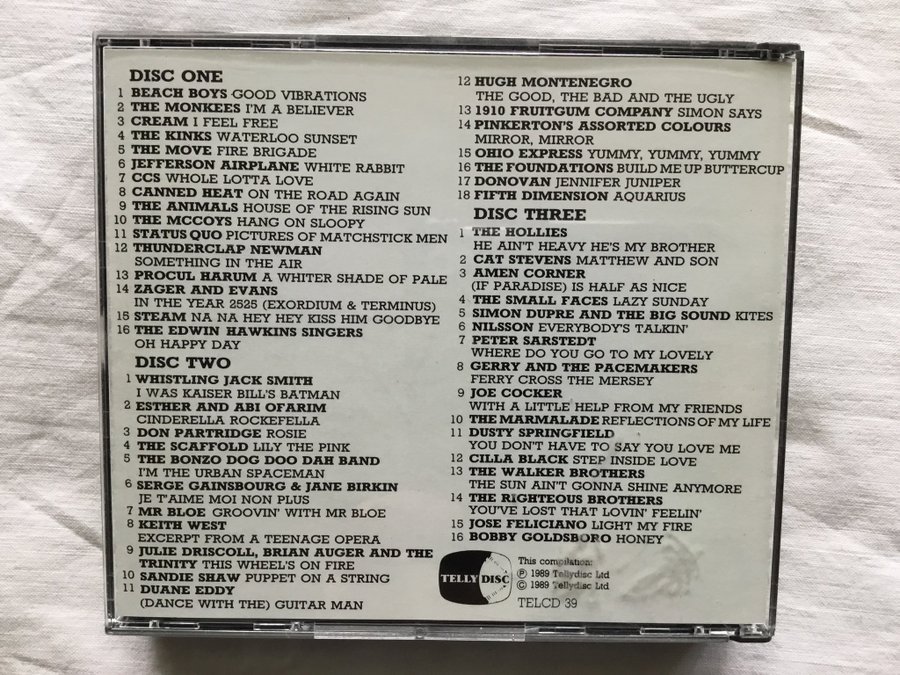 DISC ONE
1 BEACH BOYS GOOD VIBRATIONS
2 THE MONKEES I'M A BELIEVER
3 CREAM I FEEL FREE
4 THE KINKS WATERLOO SUNSET
5 THE MOVE FIRE BRIGADE
6 JEFFERSON AIRPLANE WHITE RABBIT
7 CCS WHOLE LOTTA LOVE
8 CANNED HEAT ON THE ROAD AGAIN
9 THE ANIMALS HOUSE OF THE RISING SUN
10 THE MCCOYS HANG ON SLOOPY
11 STATUS QUO PICTURES OF MATCHSTICK MEN
12 THUNDERCLAP NEWMAN
SOMETHING IN THE AIR
13 PROCUL HARUM A WHITER SHADE OF PALE
14 ZAGER AND EVANS
IN THE YEAR 2525 (EXORDIUM & TERMINUS)
15 STEAM NA NA HEY HEY KISS HIM GOODBYE
16 THE EDWIN HAWKINS SINGERS
OH HAPPY DAY
DISC TWO
1 WHISTLING JACK SMITH
I WAS KAISER BILL'S BATMAN
2 ESTHER AND ABI OFARIM
CINDERELLA ROCKEFELLA
3 DON PARTRIDGE ROSIE
4 THE SCAFFOLD LILY THE PINK
5 THE BONZO DOG DOO DAH BAND
I'M THE URBAN SPACEMAN
6 SERGE GAINSBOURG & JANE BIRKIN
JE T'AIME MOI NON PLUS
7 MR BLOE GROOVIN' WITH MR BLOE
8 KEITH WEST
EXCERPT FROM A TEENAGE OPERA
9 JULIE DRISCOLL, BRIAN AUGER AND THE
TRINITY THIS WHEEL'S ON FIRE
10 SANDIE SHAW PUPPET ON A STRING
11 DUANE EDDY
(DANCE WITH THE) GUITAR MAN
12 HUGH MONTENEGRO
THE GOOD, THE BAD AND THE UGLY
13 1910 FRUITGUM COMPANY SIMON SAYS
14 PINKERTON'S ASSORTED COLOURS
MIRROR, MIRROR
15 OHIO EXPRESS YUMMY, YUMMY, YUMMY
16 THE FOUNDATIONS BUILD ME UP BUTTERCUP
17 DONOVAN JENNIFER JUNIPER
18 FIFTH DIMENSION AQUARIUS
DISC THREE
1 THE HOLLIES
HE AIN'T HEAVY HE'S MY BROTHER
2 CAT STEVENS MATTHEW AND SON
3 AMEN CORNER
(IF PARADISE) IS HALF AS NICE
4 THE SMALL FACES LAZY SUNDAY
5 SIMON DUPRE AND THE BIG SOUND KITES
6 NILSSON EVERYBODY'S TALKIN'
7 PETER SARSTEDT
WHERE DO YOU GO TO MY LOVELY
8 GERRY AND THE PACEMAKERS
FERRY CROSS THE MERSEY
9 JOE COCKER
WITH A LITTLE HELP FROM MY FRIENDS
10 THE MARMALADE REFLECTIONS OF MY LIFE
11 DUSTY SPRINGFIELD
YOU DON'T HAVE TO SAY YOU LOVE ME
12 CILLA BLACK STEP INSIDE LOVE
13 THE WALKER BROTHERS
THE SUN AIN'T GONNA SHINE ANYMORE
14 THE RIGHTEOUS BROTHERS
YOU'VE LOST THAT LOVIN' FEELIN'
15 JOSE FELICIANO LIGHT MY FIRE
16 BOBBY GOLDSBORO HONEY
TELLYDISC
This compilation:
Ⓟ 1989 Tellydisc Ltd
© 1989 Tellydisc Ltd
TELCD 39